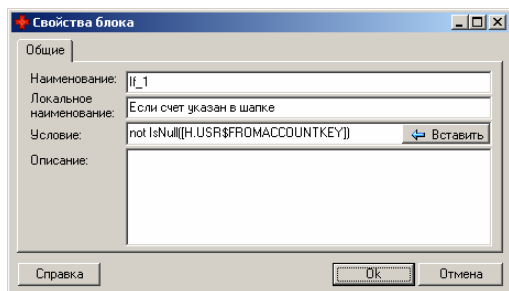 Свойства блока
Общие
Наименование: If_1
Локальное
наименование: Если счет указан в шапке
Условие: not IsNull([H.USR$FROMACCOUNTKEY]) Вставить
Описание:
Справка Ok Отмена